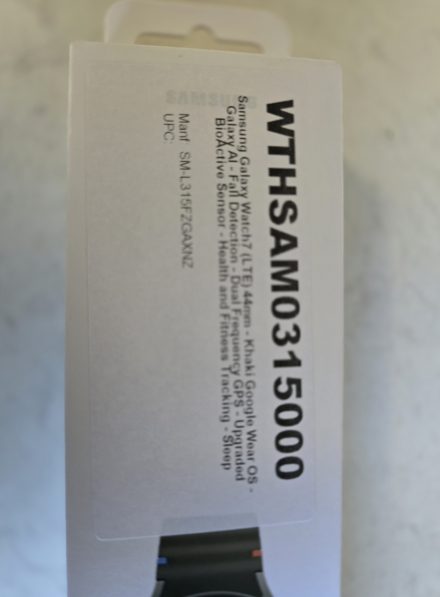 WTHSAM0315000
Samsung Galaxy Watch7 (LTE) 44mm - Khaki Google Wear OS -
Galaxy AI - Fall Detection - Dual Frequency GPS - Upgraded
BioActive Sensor - Health and Fitness Tracking - Sleep
Manf SM-L315FZGAXNZ
UPC:
SAMSUNG